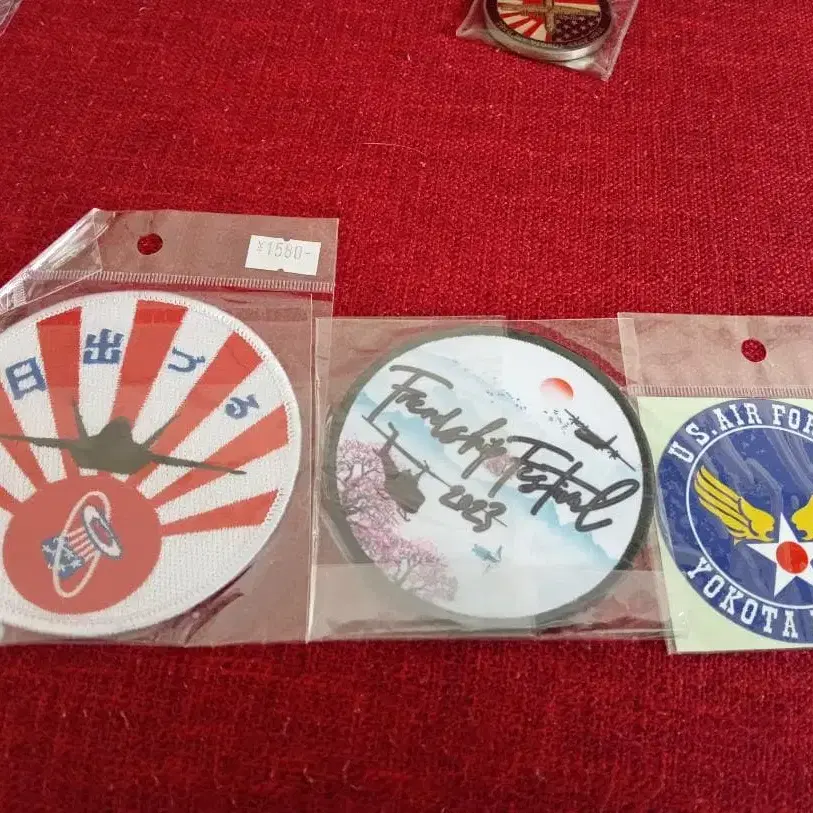 ¥1580-
日出づる
Friendship Festival
2023
U.S. AIR FOR
YOKOTA